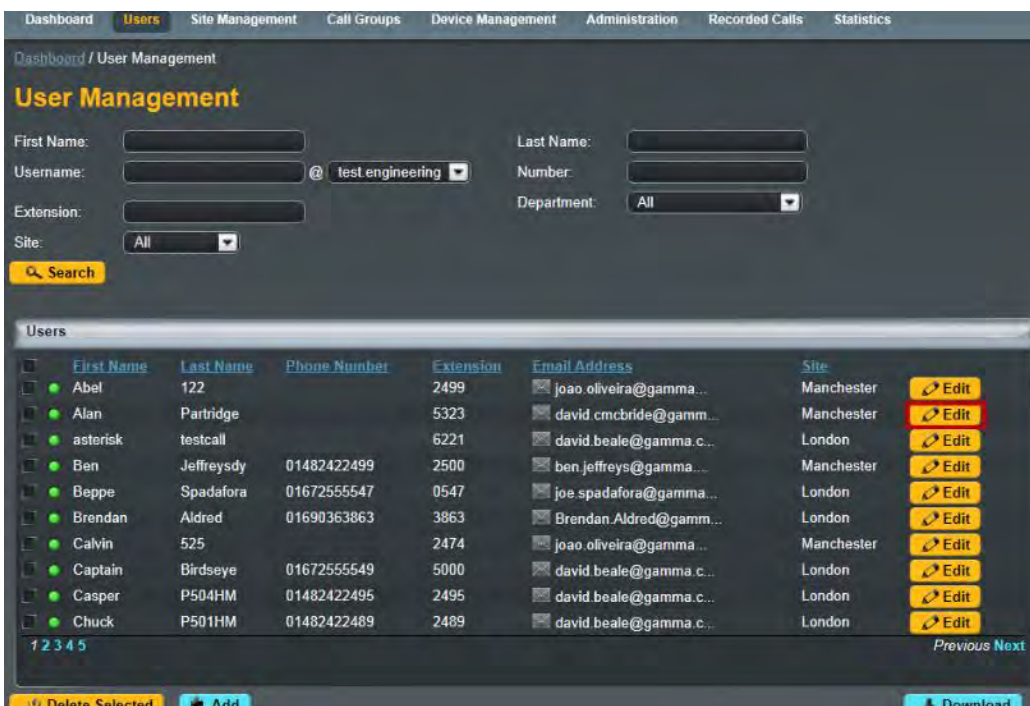 Dashboard Users Site Management Call Groups Device Management Administration Recorded Calls Statistics
Dashboard / User Management
User Management
First Name: Last Name:
Username: @ test.engineering Number:
Department: All
Extension:
Site: All
Search
Users
First Name Last Name Phone Number Extension Email Address Site
Abel 122 2499 joao.oliveira@gamma... Manchester Edit
Alan Partridge 5323 david.cmcbride@gamm... Manchester Edit
asterisk testcall 6221 david.beale@gamma.c... London Edit
Ben Jeffreysdy 01482422499 2500 ben.jeffreys@gamma.... Manchester Edit
Beppe Spadafora 01672555547 0547 joe.spadafora@gamma... London Edit
Brendan Aldred 01690363863 3863 Brendan.Aldred@gamm... London Edit
Calvin 525 2474 joao.oliveira@gamma... Manchester Edit
Captain Birdseye 01672555549 5000 david.beale@gamma.c... London Edit
Casper P504HM 01482422495 2495 david.beale@gamma.c... London Edit
Chuck P501HM 01482422489 2489 david.beale@gamma.c... London Edit
1 2 3 4 5 Previous Next
Delete Selected Add Download